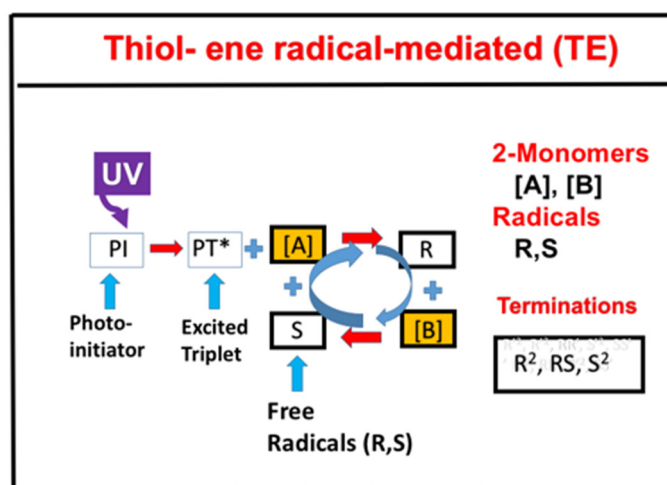 Thiol- ene radical-mediated (TE)
UV
PI
PT*
+
[A]
R
+
+
S
[B]
Photo-
initiator
Excited
Triplet
Free
Radicals (R,S)
2-Monomers
[A], [B]
Radicals
R,S
Terminations
R², RS, S²